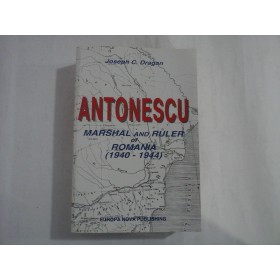 Joseph C. Dragan
ANTONESCU
MARSHAL AND RULER
OF
ROMANIA
(1940 - 1944)
EUROPA NOVA PUBLISHING